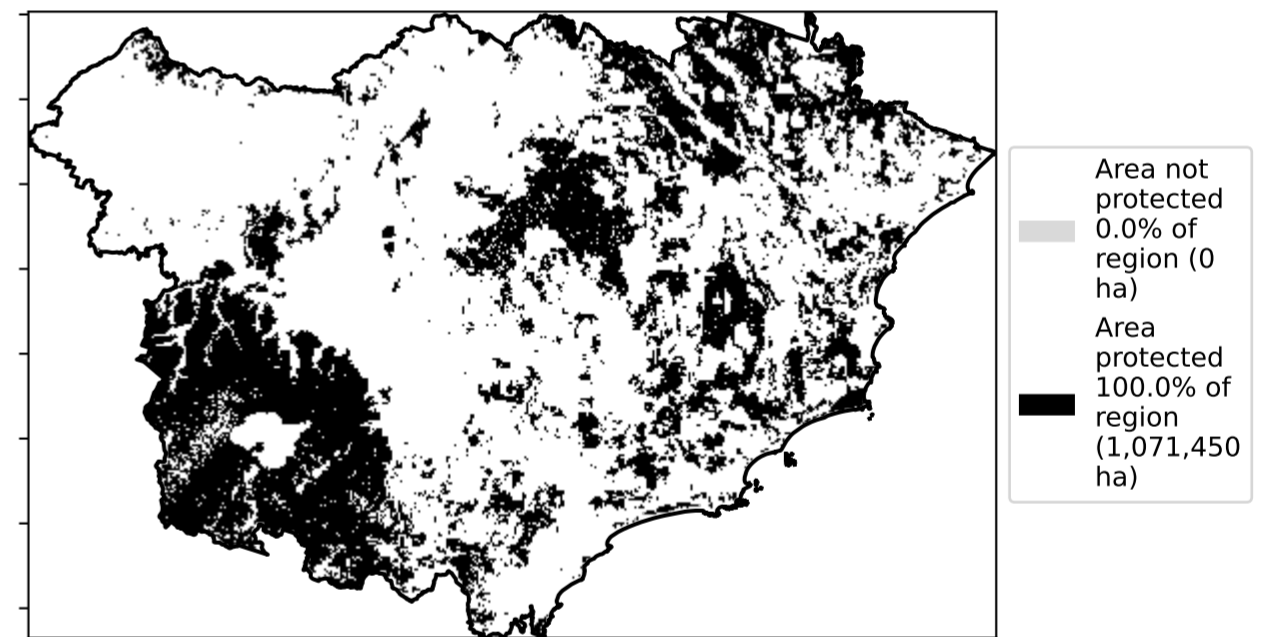 Area not
protected
0.0% of
region (0
ha)
Area
protected
100.0% of
region
(1,071,450
ha)